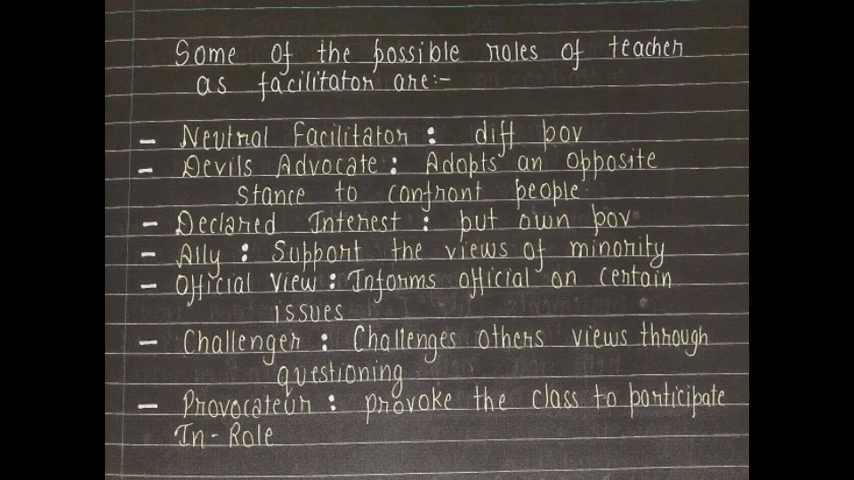 Some of the possible roles of teacher
as facilitator are:-
- Neutral Facilitator : diff pov
- Devils Advocate : Adopts an opposite
stance to confront people
- Declared Interest : put own pov
- Ally : Support the views of minority
- Official View : Informs official on certain
issues
- Challenger : Challenges others views through
questioning
- Provocateur : provoke the class to participate
In-Role